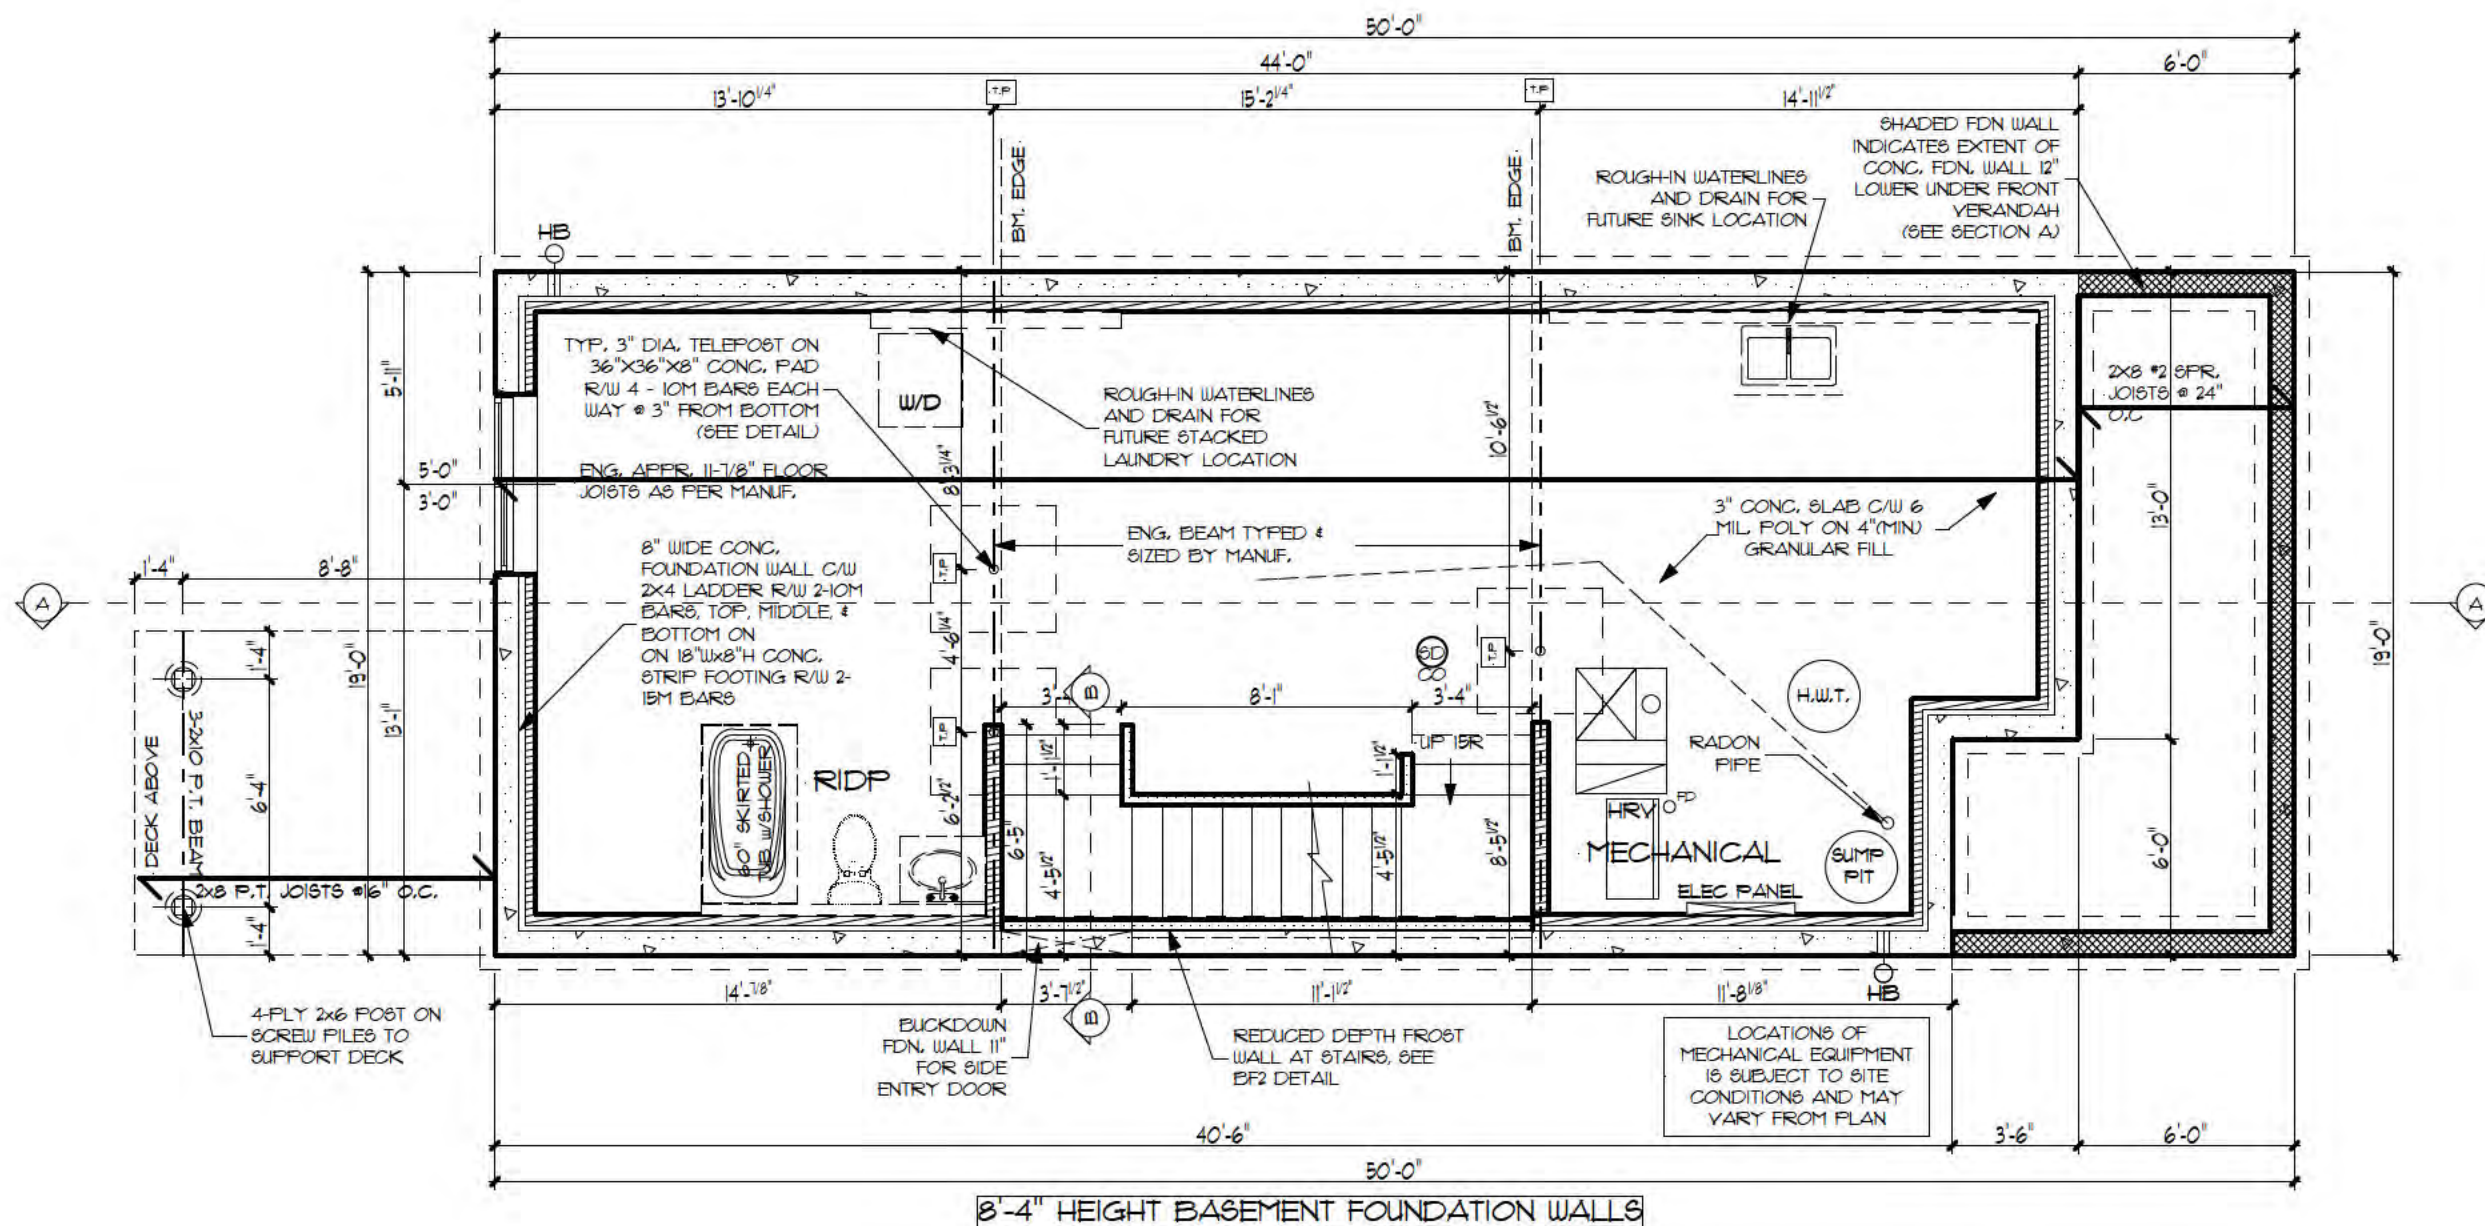 50'-0"
44'-0"
6'-0"
13'-10 1/4"
T.P
15'-2 1/4"
T.P
14'-11 1/2"
BM. EDGE
BM. EDGE
SHADED FDN WALL
INDICATES EXTENT OF
CONC. FDN. WALL 12"
LOWER UNDER FRONT
VERANDAH
(SEE SECTION A)
ROUGH-IN WATERLINES
AND DRAIN FOR
FUTURE SINK LOCATION
HB
TYP. 3" DIA. TELEPOST ON
36"X36"X8" CONC. PAD
R/W 4 - 10M BARS EACH
WAY @ 3" FROM BOTTOM
(SEE DETAIL)
W/D
ROUGH-IN WATERLINES
AND DRAIN FOR
FUTURE STACKED
LAUNDRY LOCATION
2X8 #2 SPR.
JOISTS @ 24"
O.C
5'-11"
5'-0"
3'-0"
ENG. APPR. 11-7/8" FLOOR
JOISTS AS PER MANUF.
8'-3 1/4"
10'-6 1/2"
13'-0"
3" CONC. SLAB C/W 6
MIL. POLY ON 4"(MIN)
GRANULAR FILL
ENG. BEAM TYPED &
SIZED BY MANUF.
8" WIDE CONC.
FOUNDATION WALL C/W
2X4 LADDER R/W 2-10M
BARS, TOP, MIDDLE, &
BOTTOM ON
ON 18"WX8"H CONC.
STRIP FOOTING R/W 2-
15M BARS
T.P
4'-6 1/4"
1'-4"
8'-8"
A
A
19'-0"
13'-1"
19'-0"
1'-4"
6'-4"
1'-4"
DECK ABOVE
3-2X10 P.T. BEAM
2x8 P.T. JOISTS @16" O.C.
SD
CO
T.P
3'-4
B
8'-1"
3'-4"
H.W.T.
T.P
60" SKIRTED
TUB W/SHOWER
RIDP
6'-2 1/2"
6'-5"
1'-11 1/2"
4'-5 1/2"
1'-1 1/2"
4'-5 1/2"
UP 15R
8'-5 1/2"
RADON
PIPE
HRV
FD
MECHANICAL
SUMP
PIT
ELEC PANEL
6'-0"
14'-7/8"
3'-7 1/2"
11'-1 1/2"
11'-8 1/8"
HB
B
4-PLY 2x6 POST ON
SCREW PILES TO
SUPPORT DECK
BUCKDOWN
FDN. WALL 11"
FOR SIDE
ENTRY DOOR
REDUCED DEPTH FROST
WALL AT STAIRS, SEE
BF2 DETAIL
LOCATIONS OF
MECHANICAL EQUIPMENT
IS SUBJECT TO SITE
CONDITIONS AND MAY
VARY FROM PLAN
40'-6"
3'-6"
6'-0"
50'-0"
8'-4" HEIGHT BASEMENT FOUNDATION WALLS